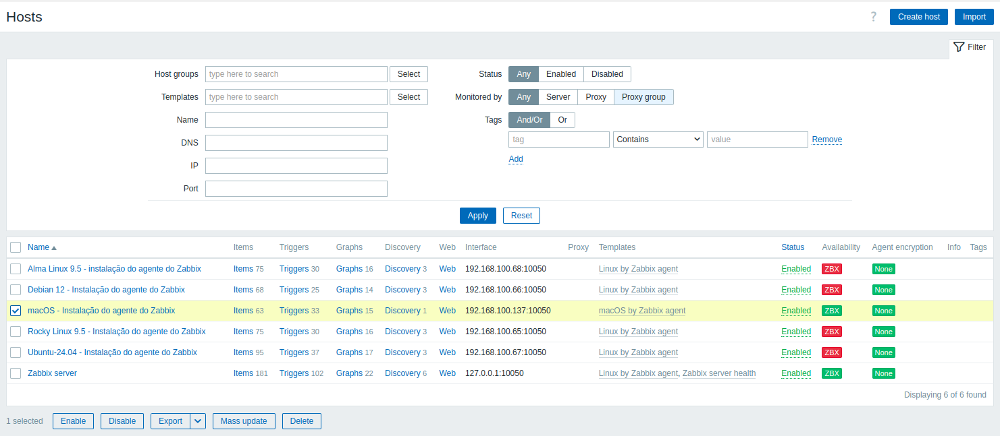 Hosts ? Create host Import
Filter
Host groups type here to search Select Status Any Enabled Disabled
Templates type here to search Select Monitored by Any Server Proxy Proxy group
Name Tags And/Or Or
DNS tag Contains value Remove
IP Add
Port
Apply Reset
Name Items Triggers Graphs Discovery Web Interface Proxy Templates Status Availability Agent encryption Info Tags
Alma Linux 9.5 - instalação do agente do Zabbix Items 75 Triggers 30 Graphs 16 Discovery 3 Web 192.168.100.68:10050 Linux by Zabbix agent Enabled ZBX None
Debian 12 - Instalação do agente do Zabbix Items 68 Triggers 25 Graphs 14 Discovery 3 Web 192.168.100.66:10050 Linux by Zabbix agent Enabled ZBX None
macOS - Instalação do agente do Zabbix Items 63 Triggers 33 Graphs 15 Discovery 1 Web 192.168.100.137:10050 macOS by Zabbix agent Enabled ZBX None
Rocky Linux 9.5 - Instalação do agente do Zabbix Items 75 Triggers 30 Graphs 16 Discovery 3 Web 192.168.100.65:10050 Linux by Zabbix agent Enabled ZBX None
Ubuntu-24.04 - Instalação do agente do Zabbix Items 95 Triggers 37 Graphs 17 Discovery 3 Web 192.168.100.67:10050 Linux by Zabbix agent Enabled ZBX None
Zabbix server Items 181 Triggers 102 Graphs 22 Discovery 6 Web 127.0.0.1:10050 Linux by Zabbix agent, Zabbix server health Enabled ZBX None
Displaying 6 of 6 found
1 selected Enable Disable Export Mass update Delete